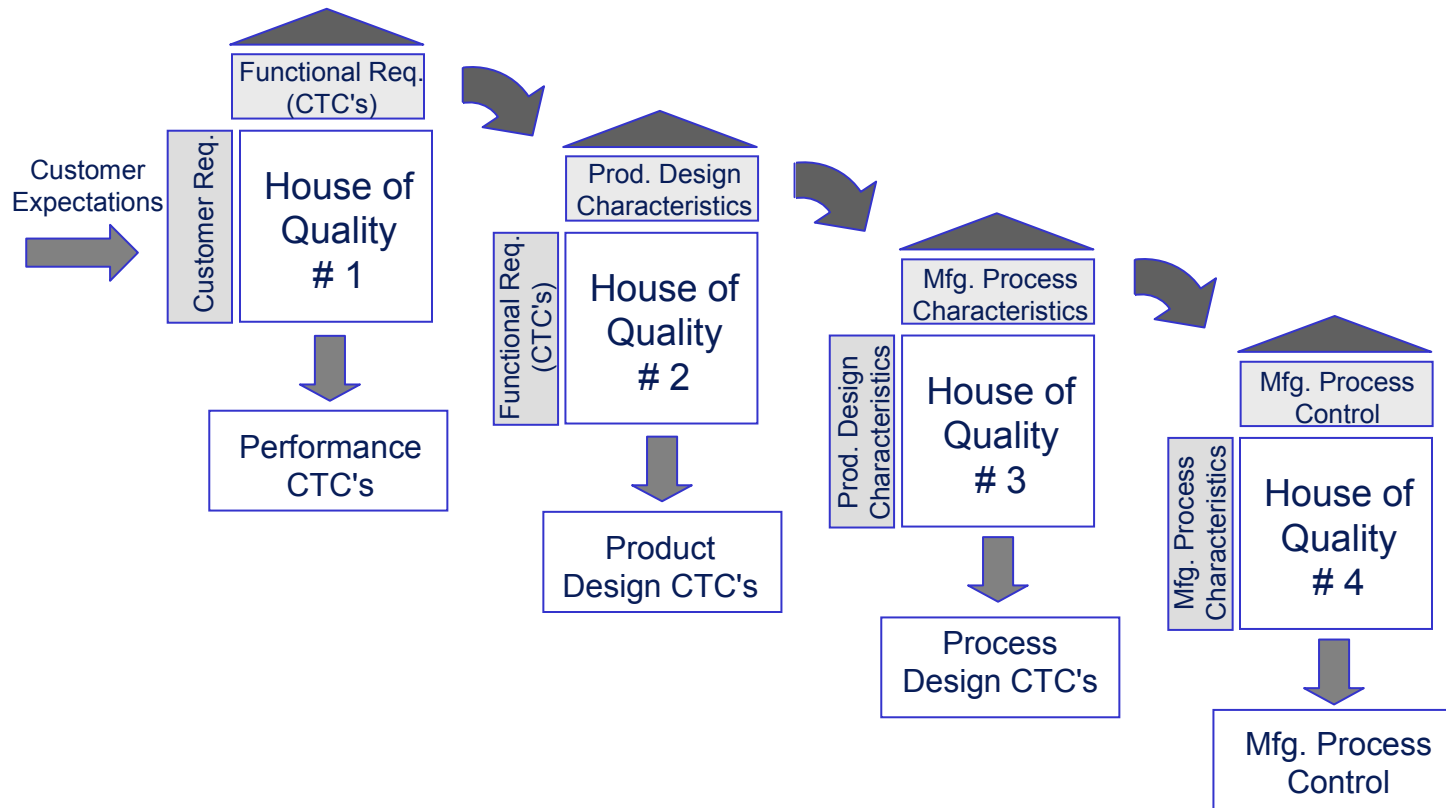 Customer
Expectations
Customer Req.
Functional Req.
(CTC's)
House of
Quality
# 1
Performance
CTC's
Functional Req.
(CTC's)
Prod. Design
Characteristics
House of
Quality
# 2
Product
Design CTC's
Prod. Design
Characteristics
Mfg. Process
Characteristics
House of
Quality
# 3
Process
Design CTC's
Mfg. Process
Characteristics
Mfg. Process
Control
House of
Quality
# 4
Mfg. Process
Control